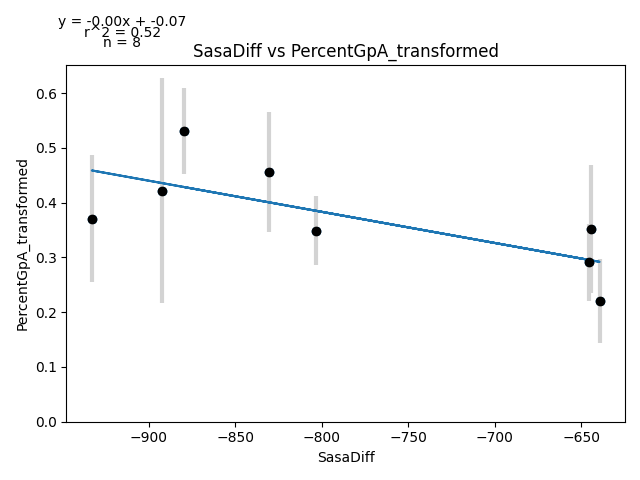 y = -0.00x + -0.07
r^2 = 0.52
n = 8
SasaDiff vs PercentGpA_transformed
PercentGpA_transformed
0.6
0.5
0.4
0.3
0.2
0.1
0.0
−900
−850
−800
−750
−700
−650
SasaDiff